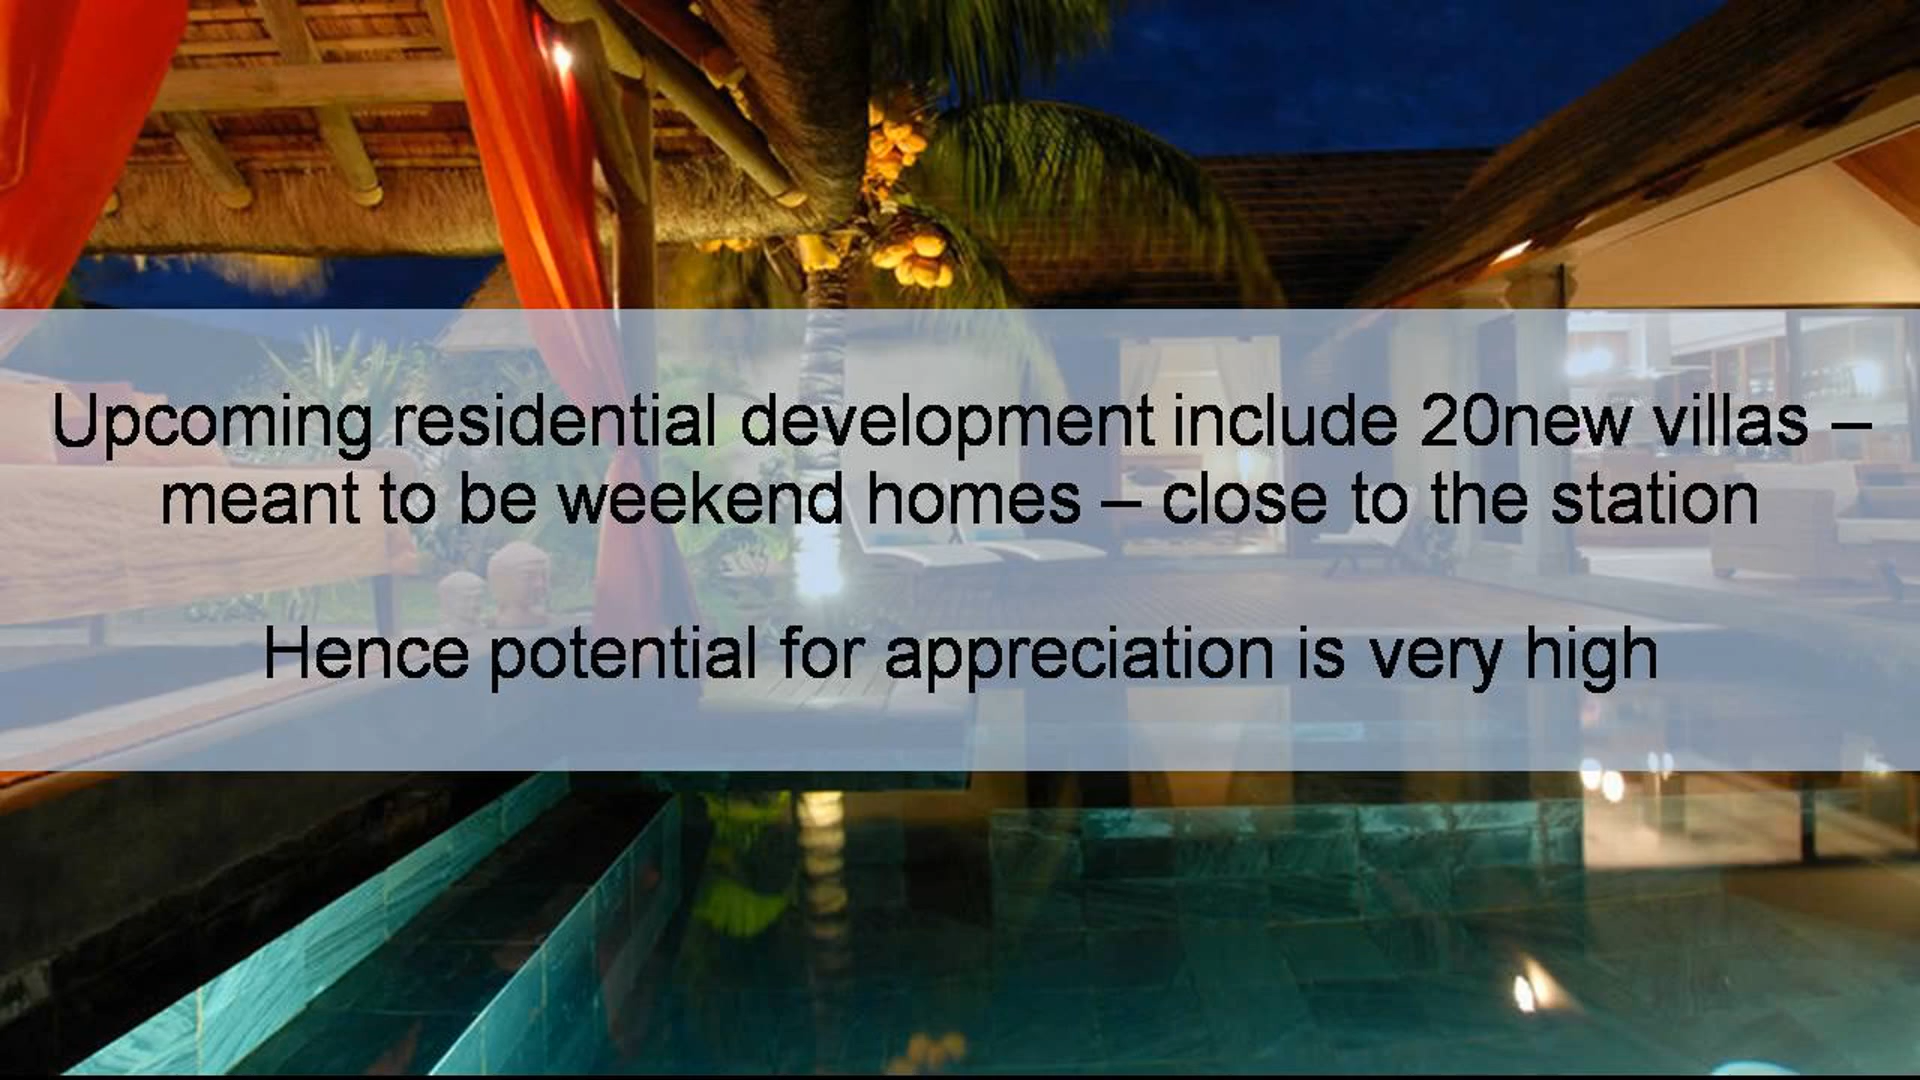 Upcoming residential development include 20new villas –
meant to be weekend homes – close to the station
Hence potential for appreciation is very high